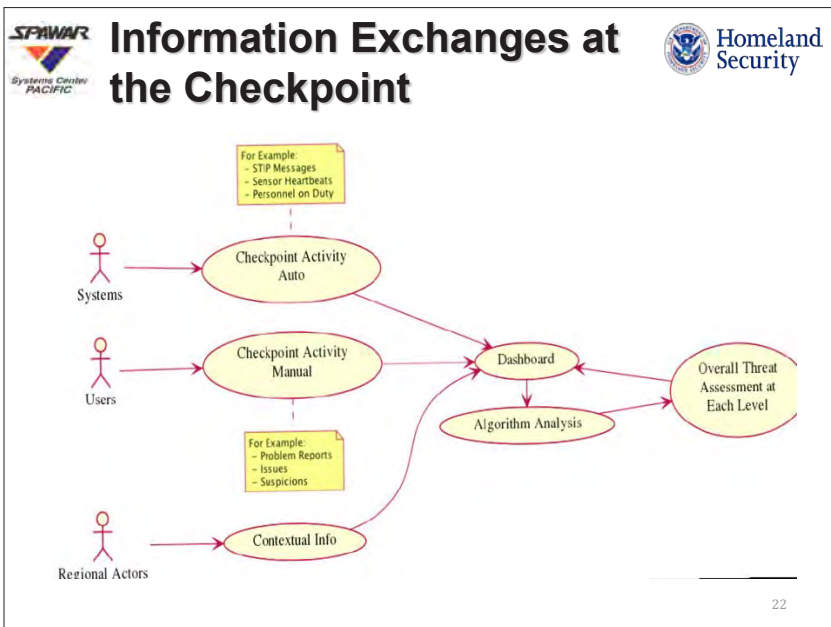 SPAWAR
Systems Center
PACIFIC
Information Exchanges at
the Checkpoint
Homeland
Security
For Example:
- STIP Messages
- Sensor Heartbeats
- Personnel on Duty
Systems
Checkpoint Activity
Auto
Users
Checkpoint Activity
Manual
Dashboard
Overall Threat
Assessment at
Each Level
Algorithm Analysis
For Example:
- Problem Reports
- Issues
- Suspicions
Regional Actors
Contextual Info
22